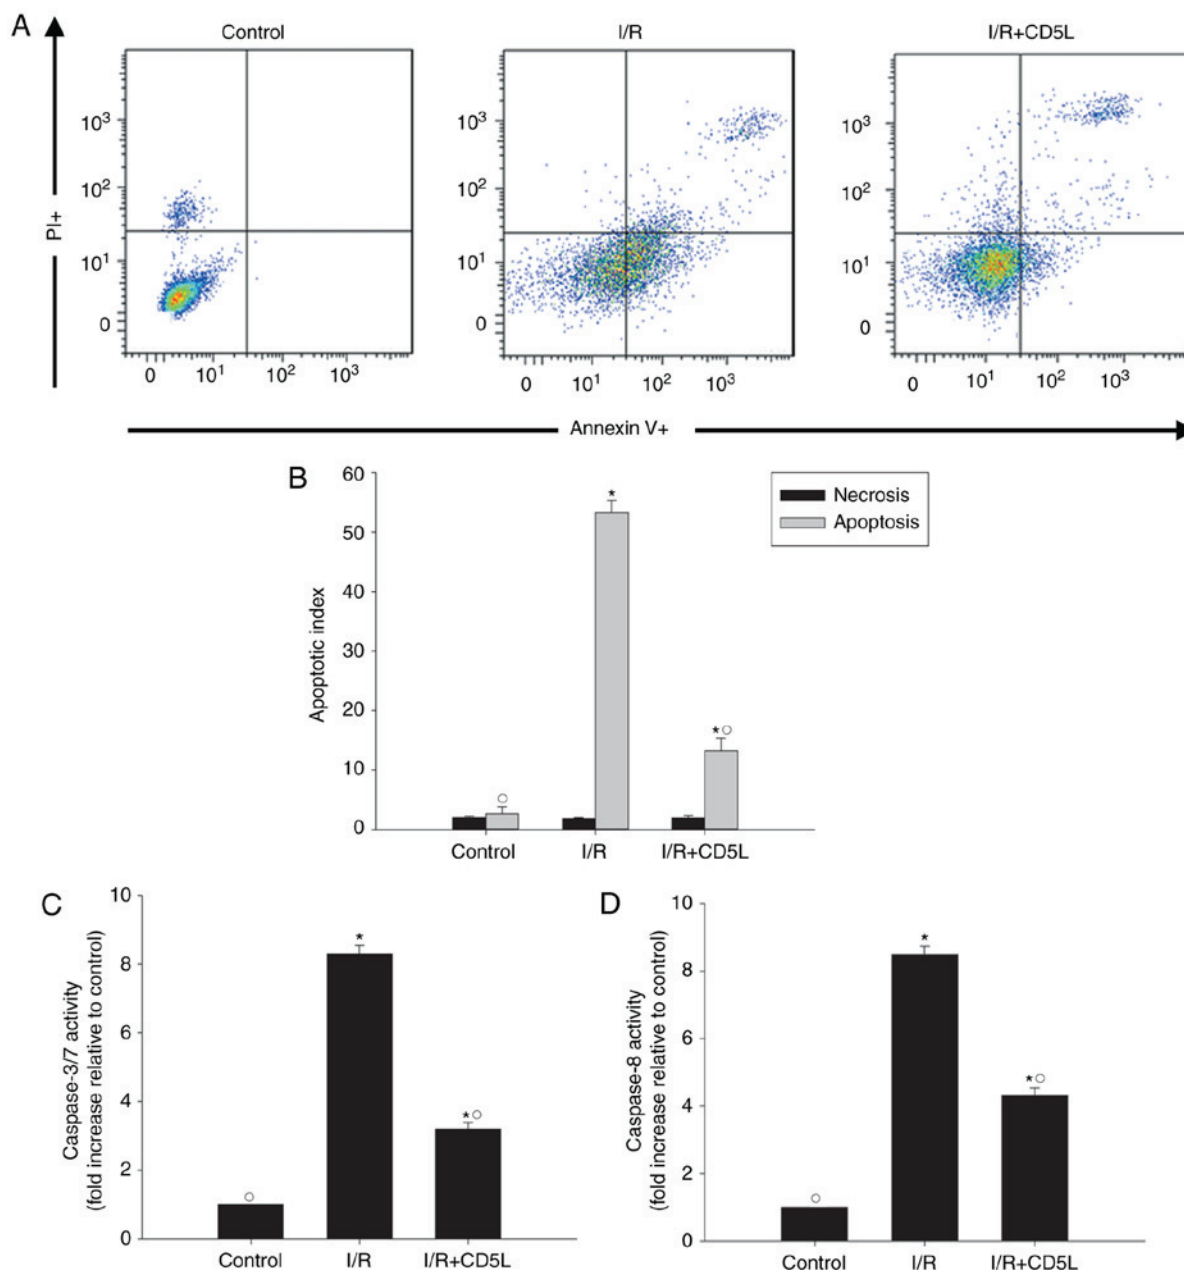 A
Control
I/R
I/R+CD5L
PI+
10³
10²
10¹
0
0
10¹
10²
10³
10³
10²
10¹
0
0
10¹
10²
10³
10³
10²
10¹
0
0
10¹
10²
10³
Annexin V+
B
Apoptotic index
60
50
40
30
20
10
0
* 
○
*○
Necrosis
Apoptosis
Control
I/R
I/R+CD5L
C
Caspase-3/7 activity
(fold increase relative to control)
10
8
6
4
2
0
○
*
*○
Control
I/R
I/R+CD5L
D
Caspase-8 activity
(fold increase relative to control)
10
8
6
4
2
0
○
*
*○
Control
I/R
I/R+CD5L